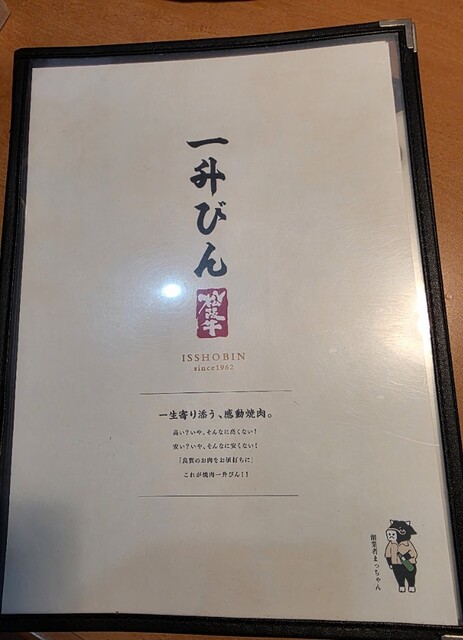 一升びん
松阪牛
ISSHOBIN
since1962
一生寄り添う、感動焼肉。
高い?いや、そんなに高くない!
安い?いや、そんなに安くない!
「良質のお肉をお値打ちに」
これが焼肉一升びん!!
創業者まっちゃん